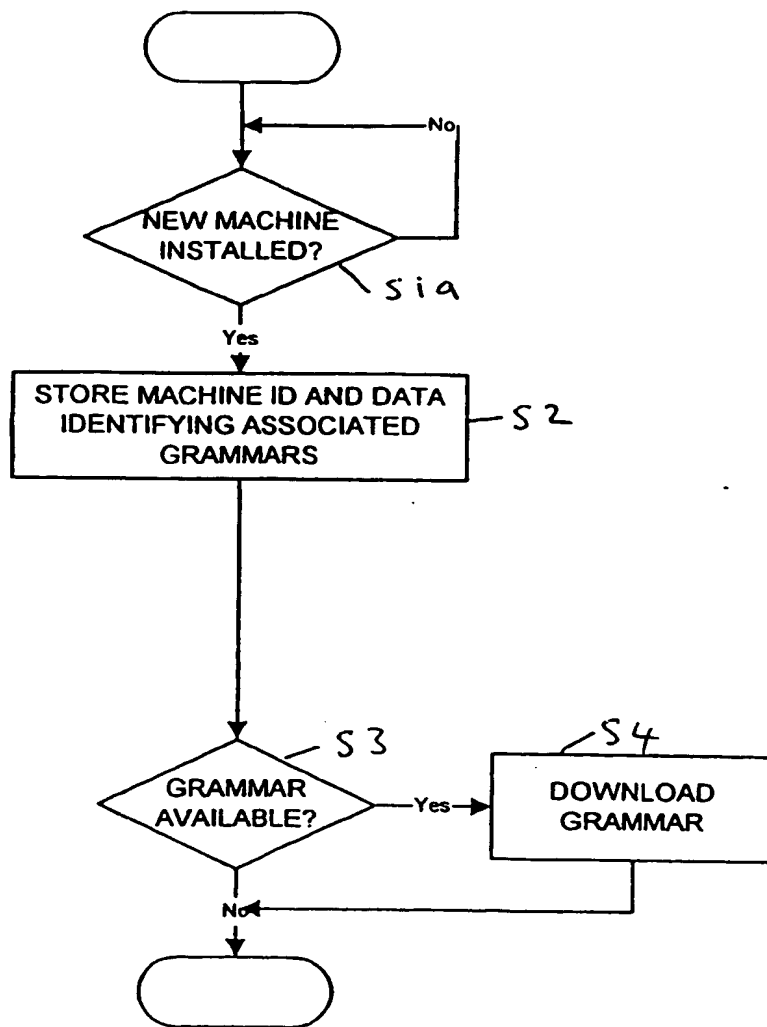 No
NEW MACHINE
INSTALLED?
S1a
Yes
STORE MACHINE ID AND DATA
IDENTIFYING ASSOCIATED
GRAMMARS
S2
S3
GRAMMAR
AVAILABLE?
Yes
S4
DOWNLOAD
GRAMMAR
No